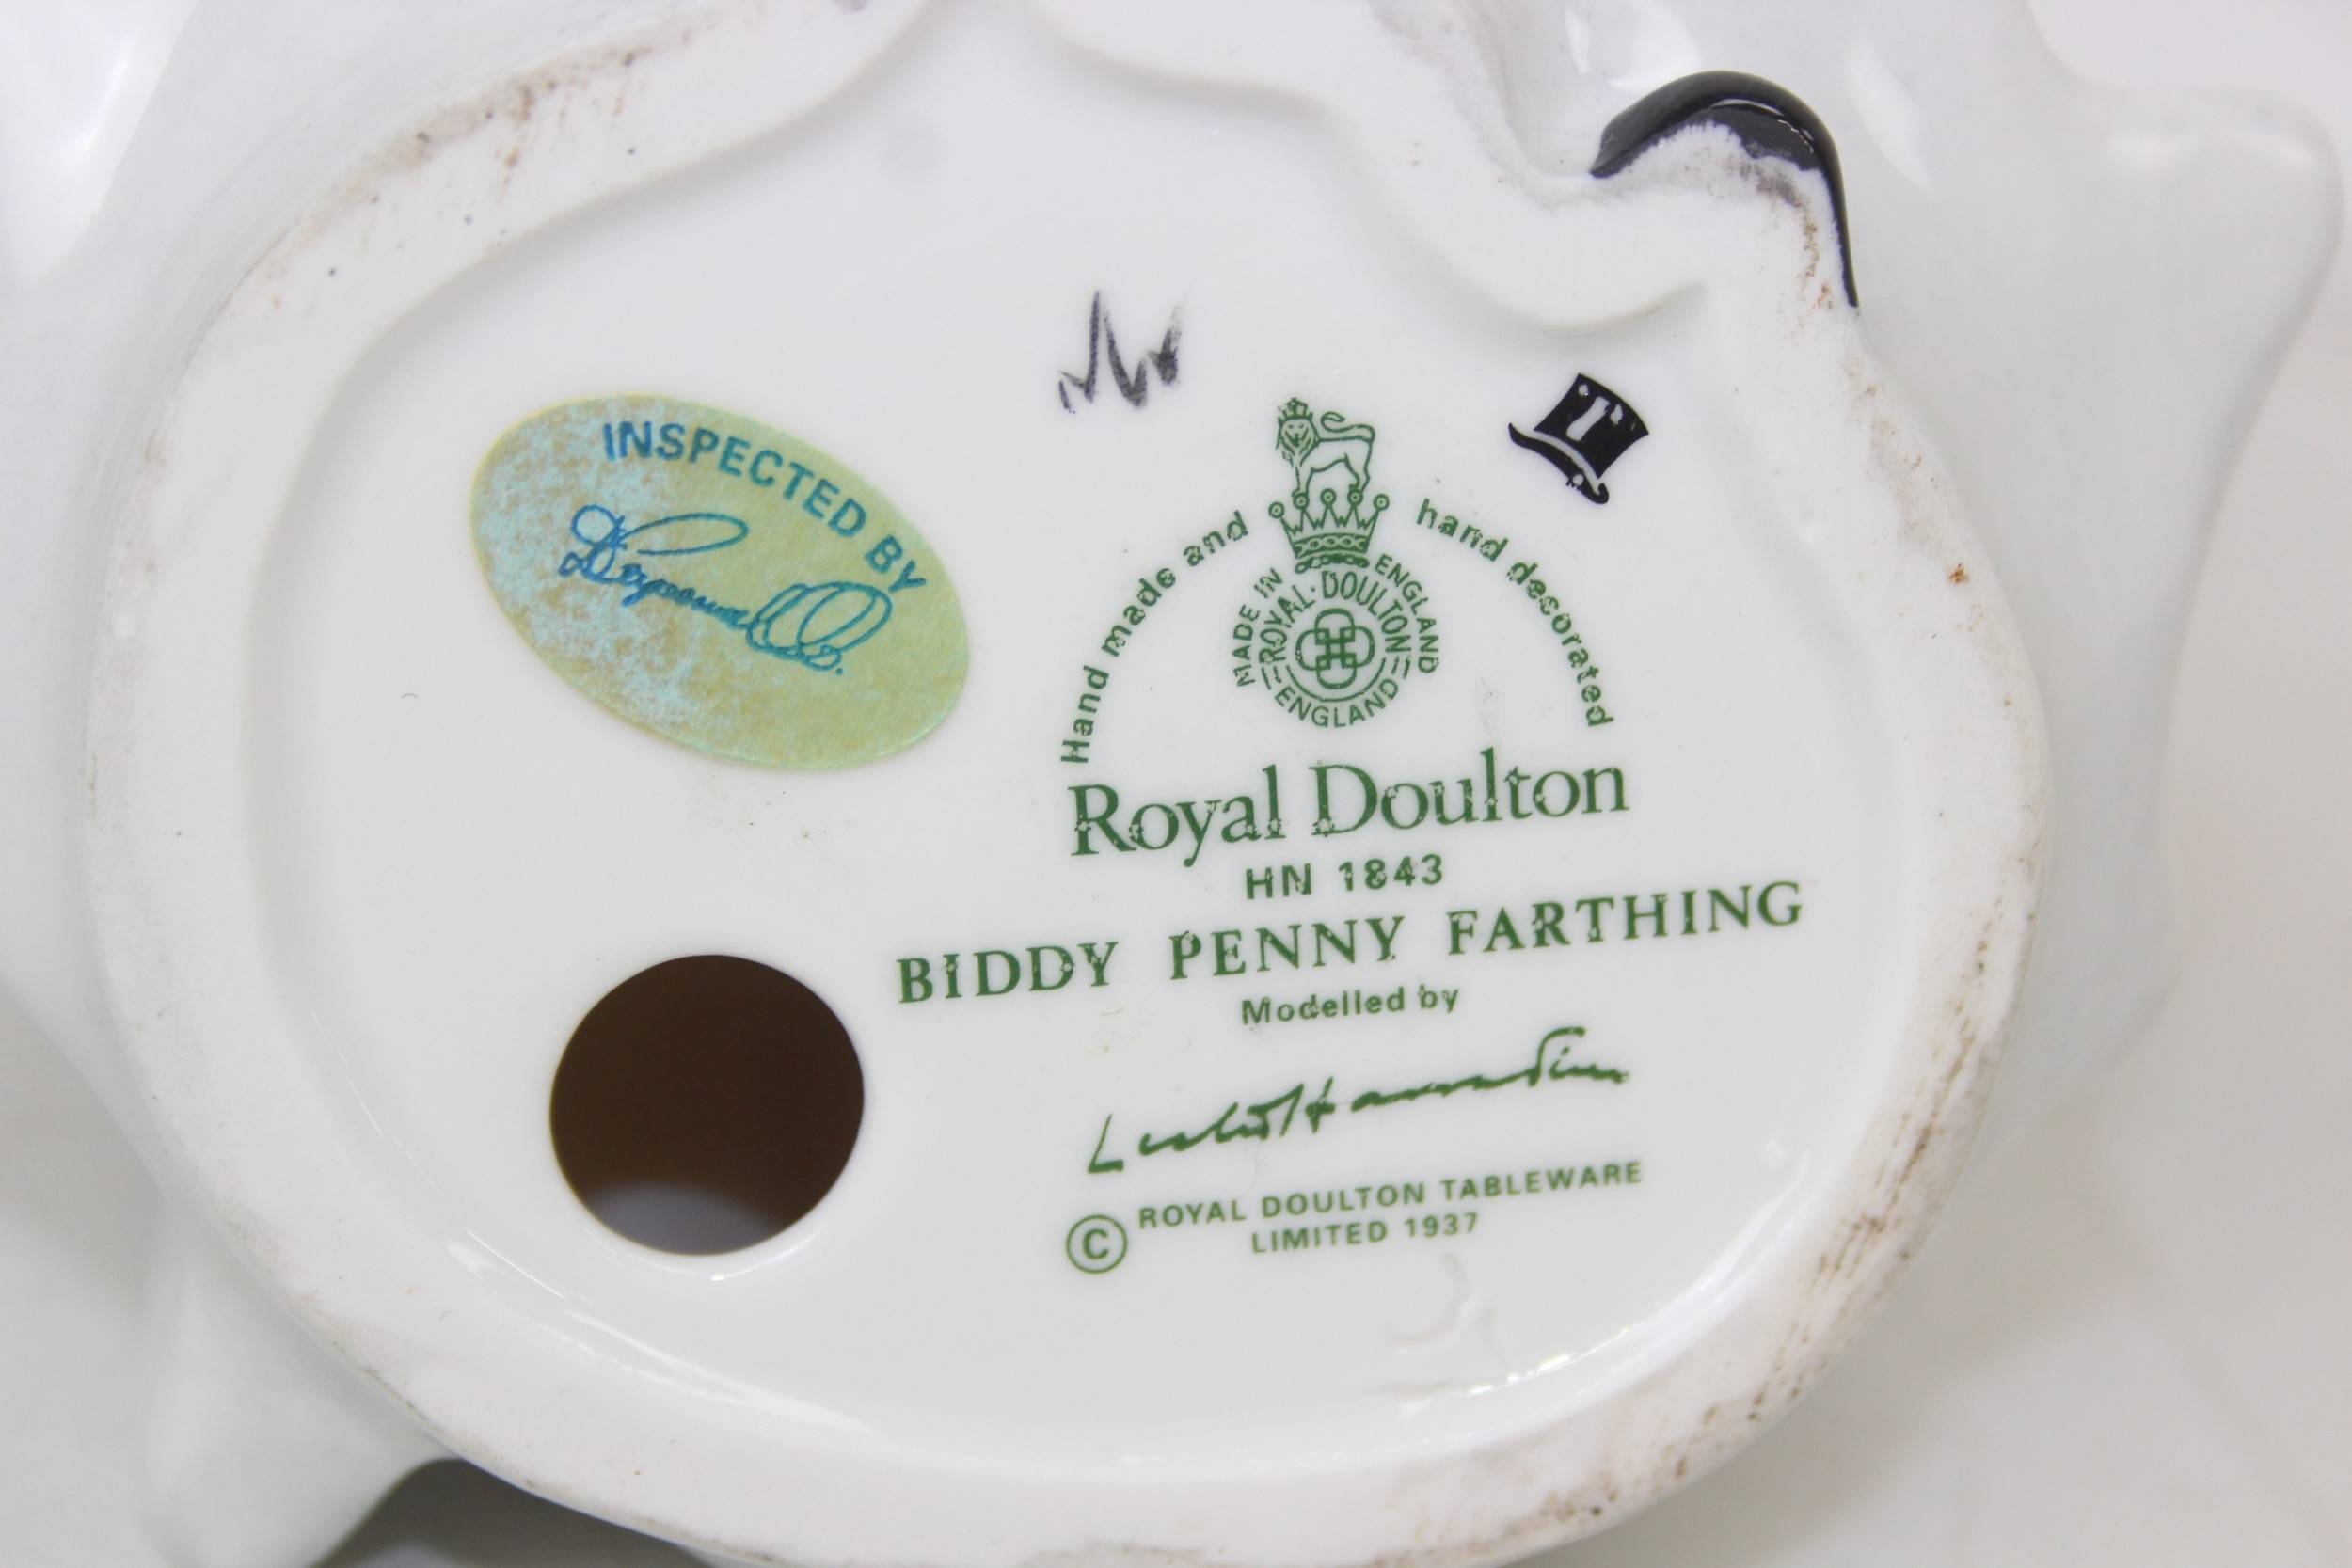 INSPECTED BY
Hand made and hand decorated
MADE IN ENGLAND
ROYAL·DOULTON
ENGLAND
Royal Doulton
HN 1843
BIDDY PENNY FARTHING
Modelled by
© ROYAL DOULTON TABLEWARE
LIMITED 1937